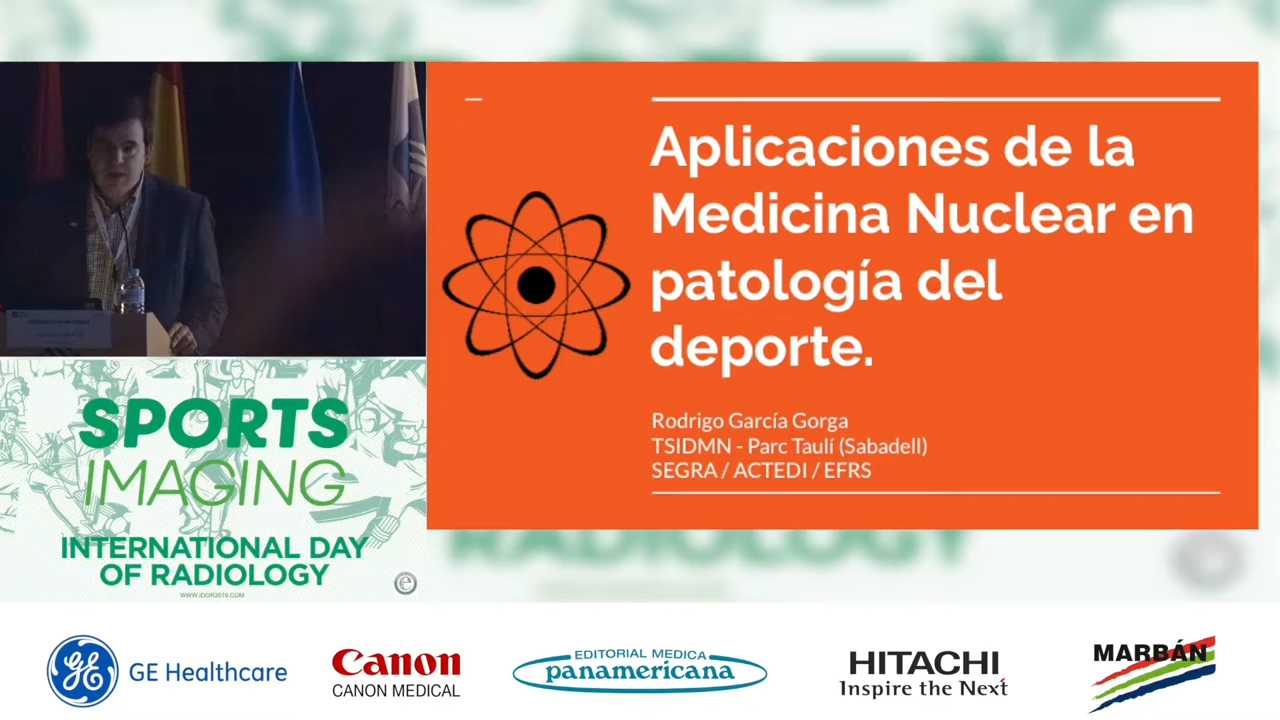 Aplicaciones de la
Medicina Nuclear en
patología del
deporte.
Rodrigo García Gorga
TSIDMN - Parc Taulí (Sabadell)
SEGRA / ACTEDI / EFRS
SPORTS
IMAGING
INTERNATIONAL DAY
OF RADIOLOGY
WWW.IDOR2019.COM
RADIOLOGY
GE
GE Healthcare
Canon
CANON MEDICAL
EDITORIAL MEDICA
panamericana
HITACHI
Inspire the Next
MARBÁN